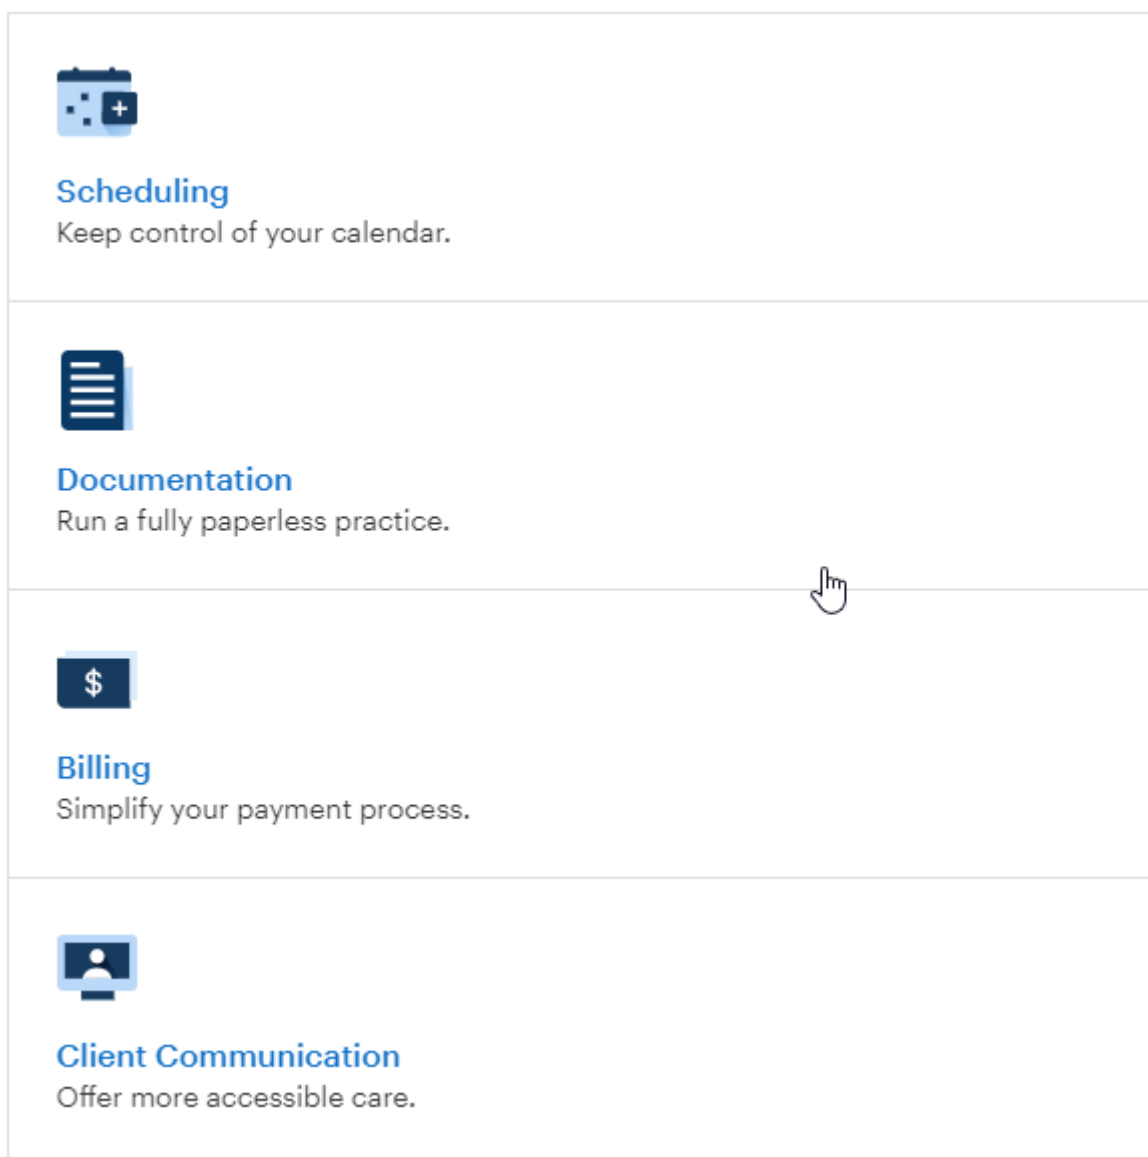 Scheduling
Keep control of your calendar.
Documentation
Run a fully paperless practice.
$
Billing
Simplify your payment process.
Client Communication
Offer more accessible care.